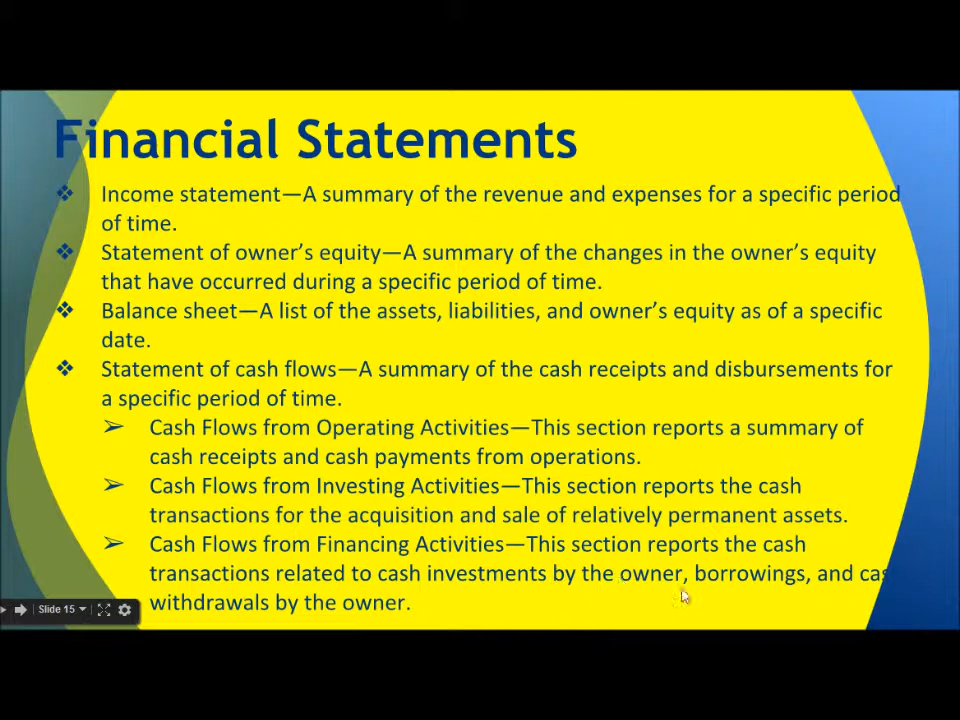 Financial Statements
❖ Income statement—A summary of the revenue and expenses for a specific period
of time.
❖ Statement of owner’s equity—A summary of the changes in the owner’s equity
that have occurred during a specific period of time.
❖ Balance sheet—A list of the assets, liabilities, and owner’s equity as of a specific
date.
❖ Statement of cash flows—A summary of the cash receipts and disbursements for
a specific period of time.
➢ Cash Flows from Operating Activities—This section reports a summary of
cash receipts and cash payments from operations.
➢ Cash Flows from Investing Activities—This section reports the cash
transactions for the acquisition and sale of relatively permanent assets.
➢ Cash Flows from Financing Activities—This section reports the cash
transactions related to cash investments by the owner, borrowings, and cas
withdrawals by the owner.
Slide 15